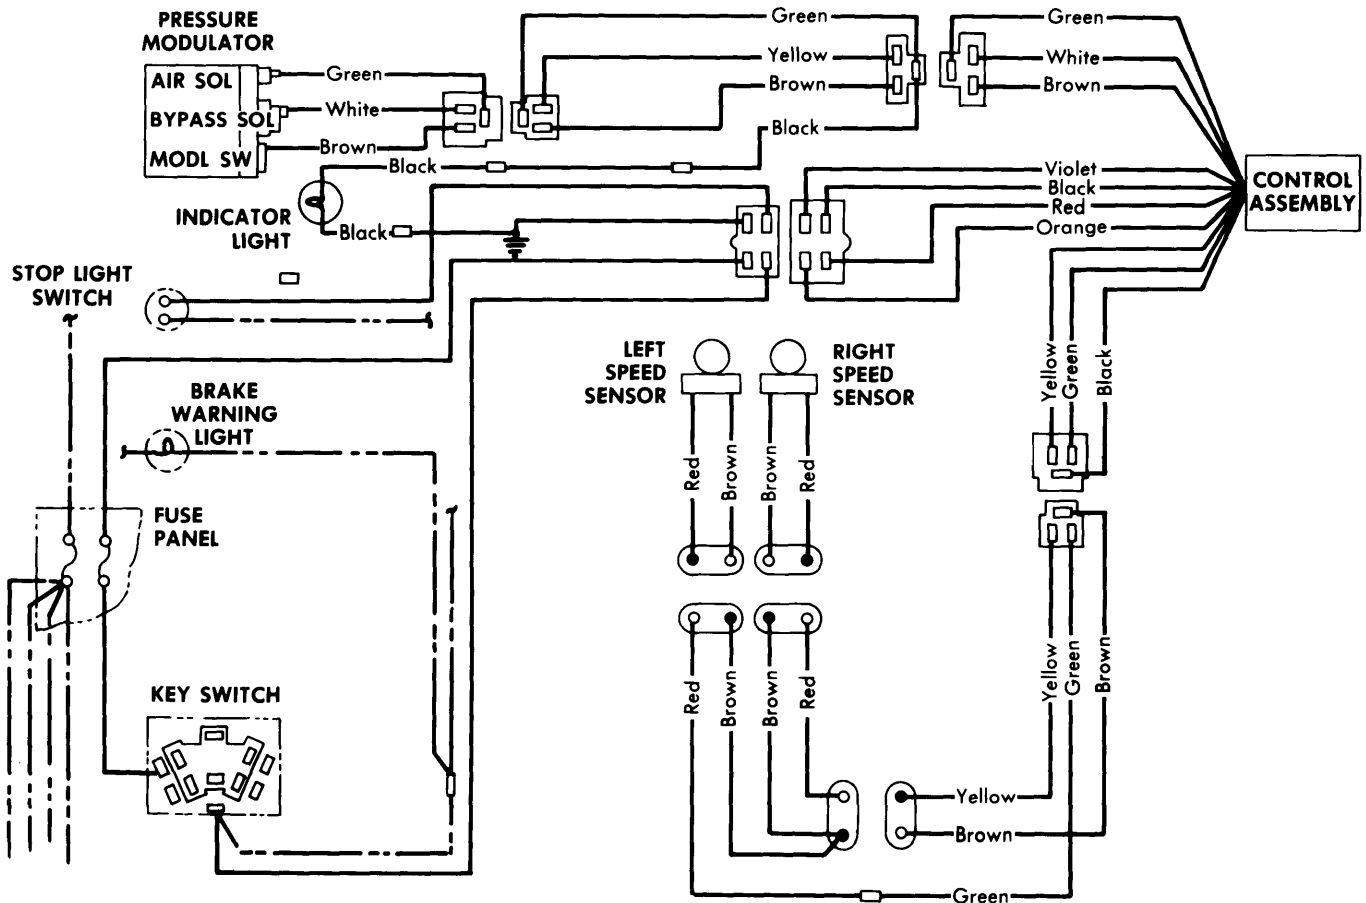 PRESSURE
MODULATOR
AIR SOL
BYPASS SOL
MODL SW
Green
White
Brown
Green
Yellow
Brown
Black
Green
White
Brown
Black
INDICATOR
LIGHT
Black
Violet
Black
Red
Orange
CONTROL
ASSEMBLY
STOP LIGHT
SWITCH
BRAKE
WARNING
LIGHT
LEFT
SPEED
SENSOR
RIGHT
SPEED
SENSOR
Red
Brown
Brown
Red
Yellow
Green
Black
FUSE
PANEL
KEY SWITCH
Red
Brown
Brown
Red
Yellow
Green
Brown
Yellow
Brown
Green